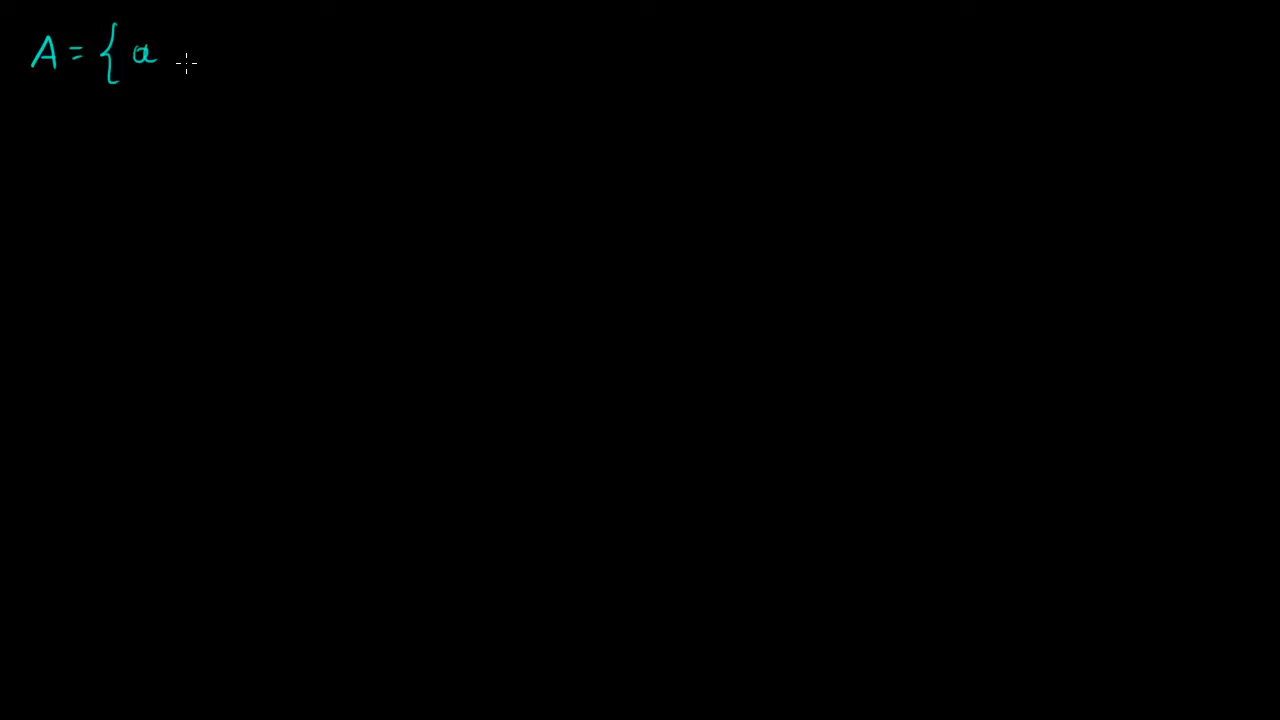 A = { a